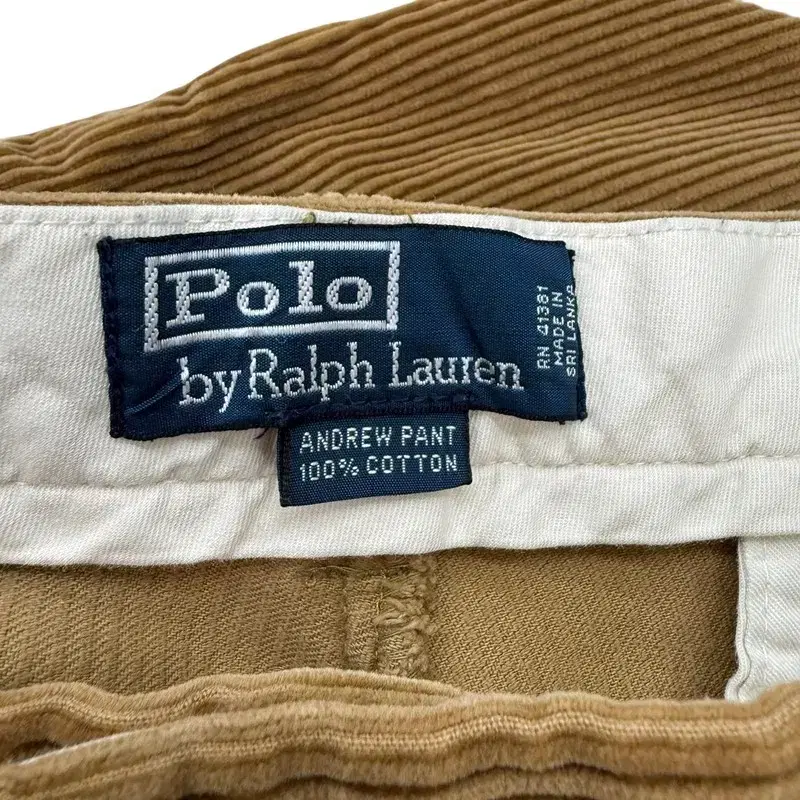 Polo
by Ralph Lauren
RN 41381
MADE IN
SRI LANKA
ANDREW PANT
100% COTTON